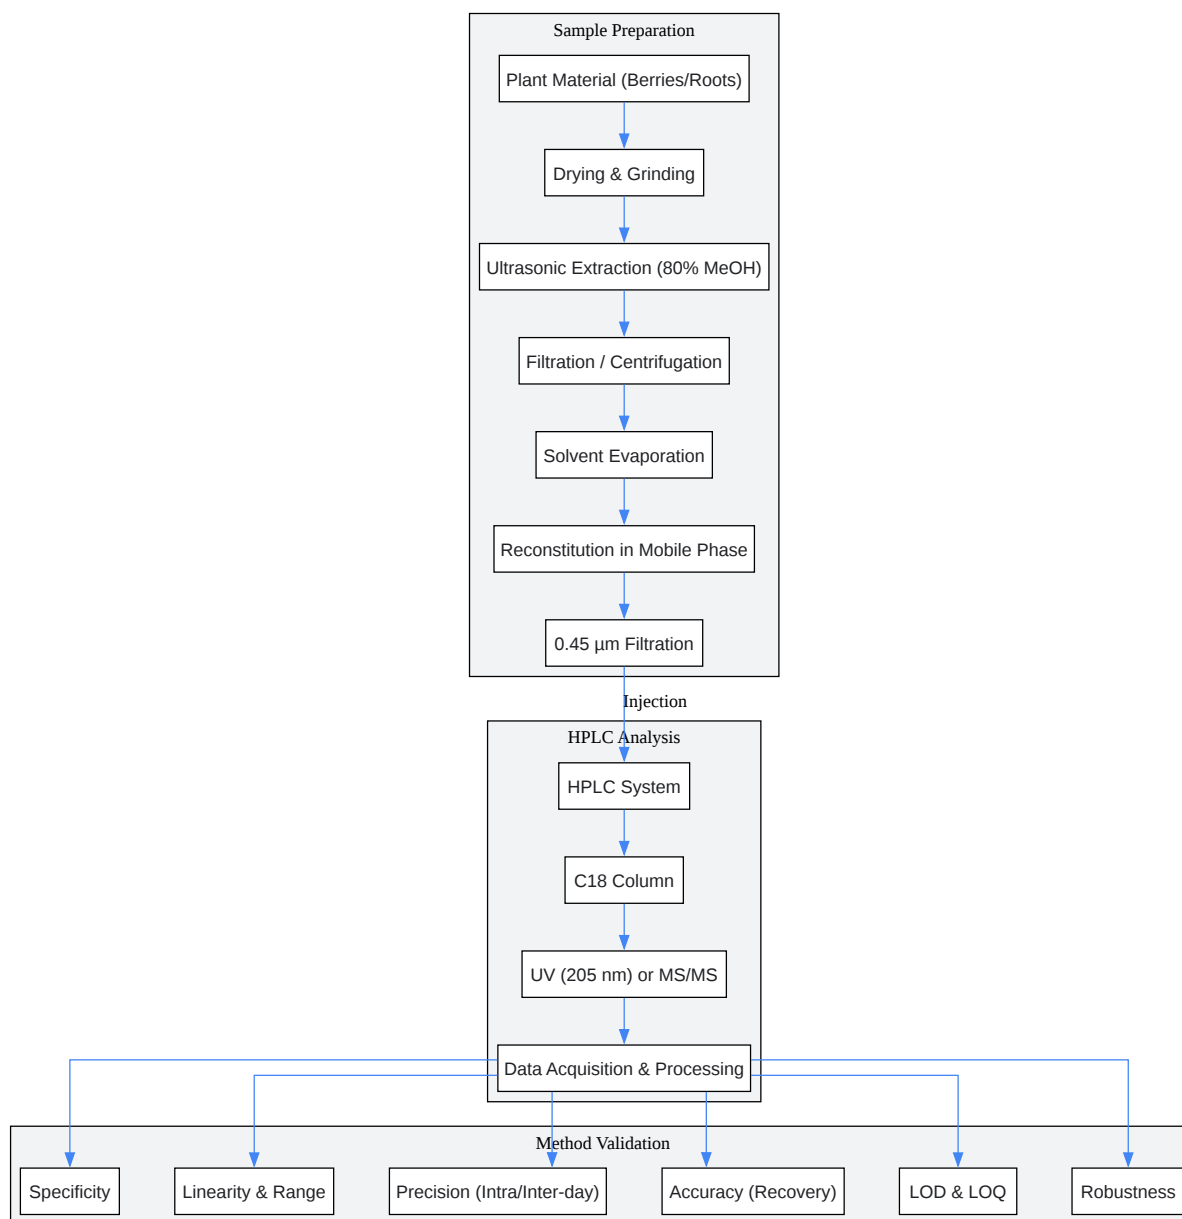 Sample Preparation
Plant Material (Berries/Roots)
Drying & Grinding
Ultrasonic Extraction (80% MeOH)
Filtration / Centrifugation
Solvent Evaporation
Reconstitution in Mobile Phase
0.45 µm Filtration
Injection
HPLC Analysis
HPLC System
C18 Column
UV (205 nm) or MS/MS
Data Acquisition & Processing
Method Validation
Specificity
Linearity & Range
Precision (Intra/Inter-day)
Accuracy (Recovery)
LOD & LOQ
Robustness